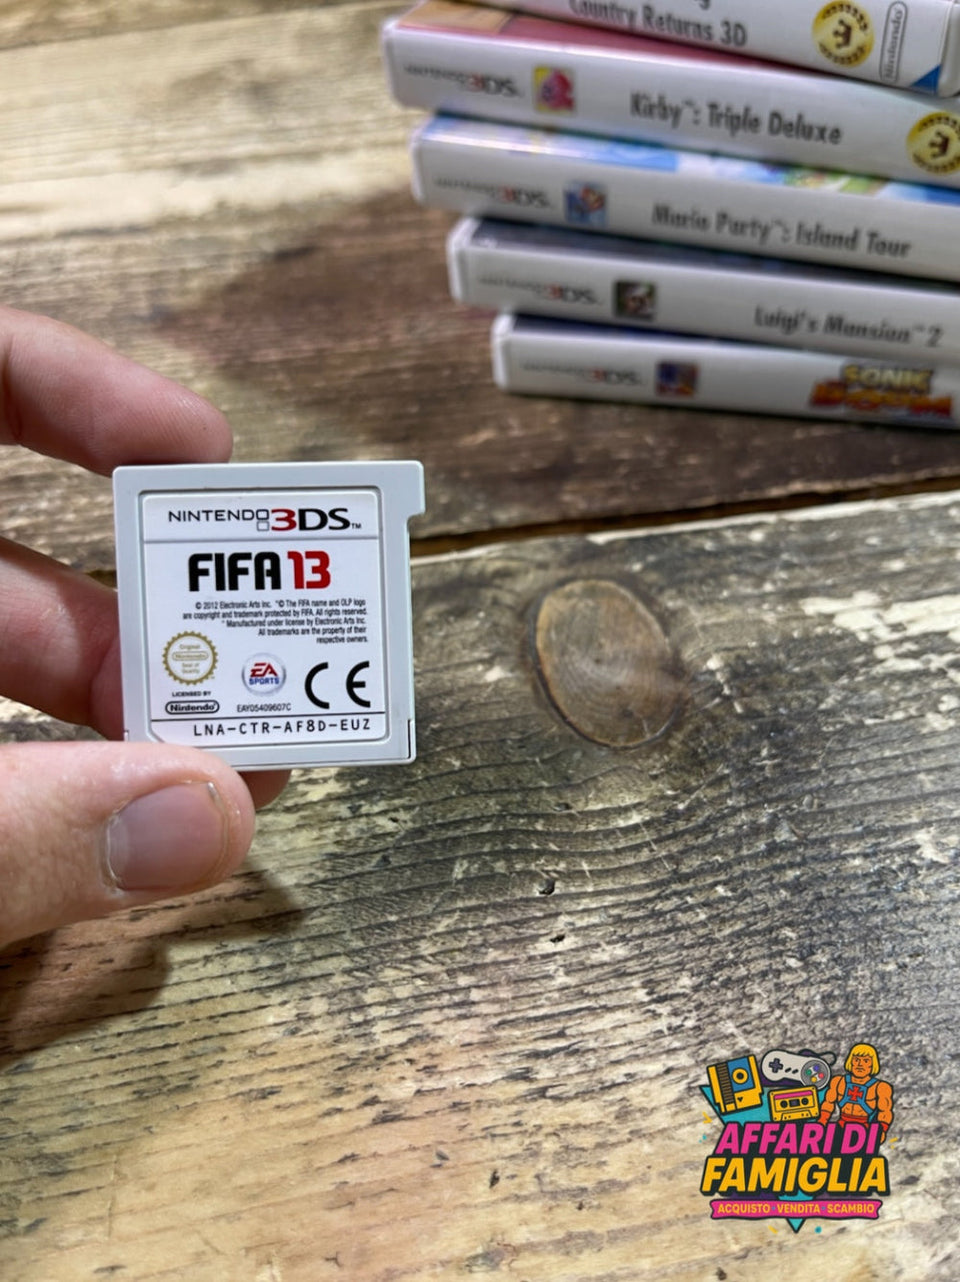 Country Returns 3D
Nintendo
NINTENDO 3DS.
Kirby™: Triple Deluxe
NINTENDO 3DS.
Mario Party™: Island Tour
NINTENDO 3DS.
Luigi's Mansion™ 2
NINTENDO 3DS.
SONIC
BOOM
NINTENDO 3DS™
FIFA 13
© 2012 Electronic Arts Inc. "© The FIFA name and OLP logo
are copyright and trademark protected by FIFA. All rights reserved.
" Manufactured under license by Electronic Arts Inc.
All trademarks are the property of their
respective owners.
Original
Nintendo
Seal of
Quality
EA
SPORTS
CE
LICENSED BY
Nintendo
EAY05409607C
LNA-CTR-AF8D-EUZ
AFFARI DI
FAMIGLIA
ACQUISTO VENDITA SCAMBIO